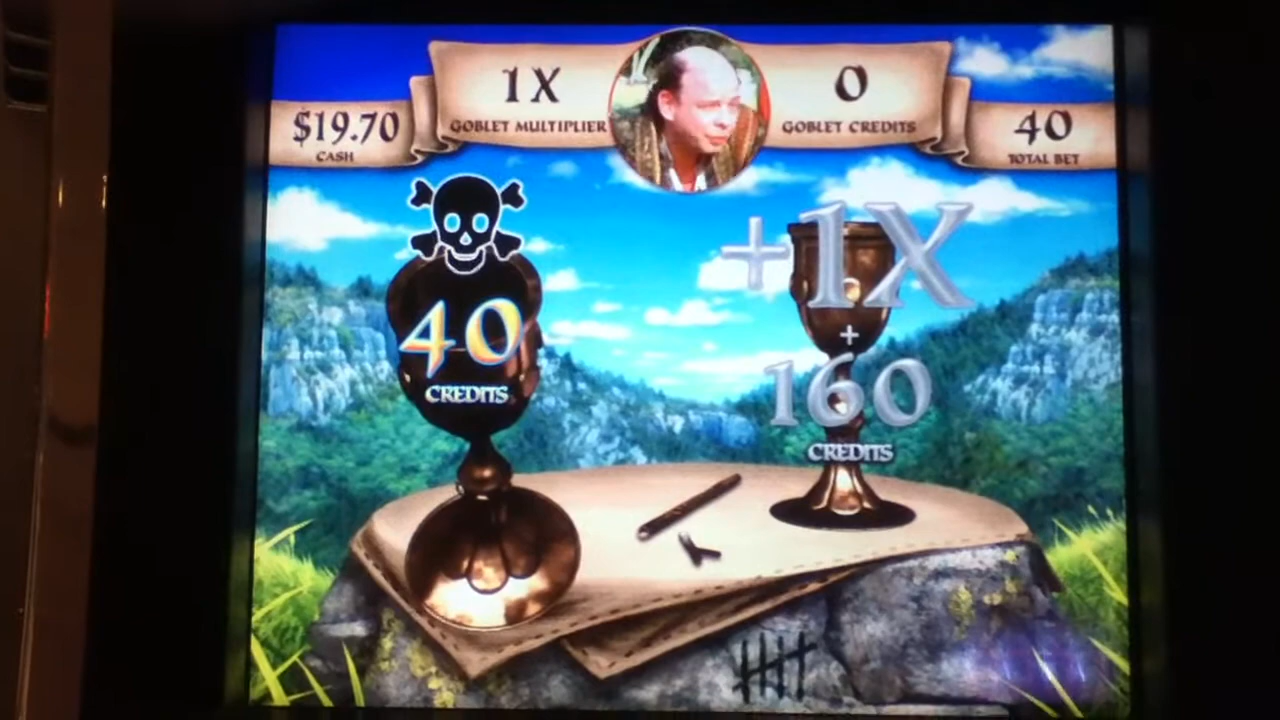 1X
GOBLET MULTIPLIER
0
GOBLET CREDITS
$19.70
CASH
40
TOTAL BET
40
CREDITS
+1X
+
160
CREDITS